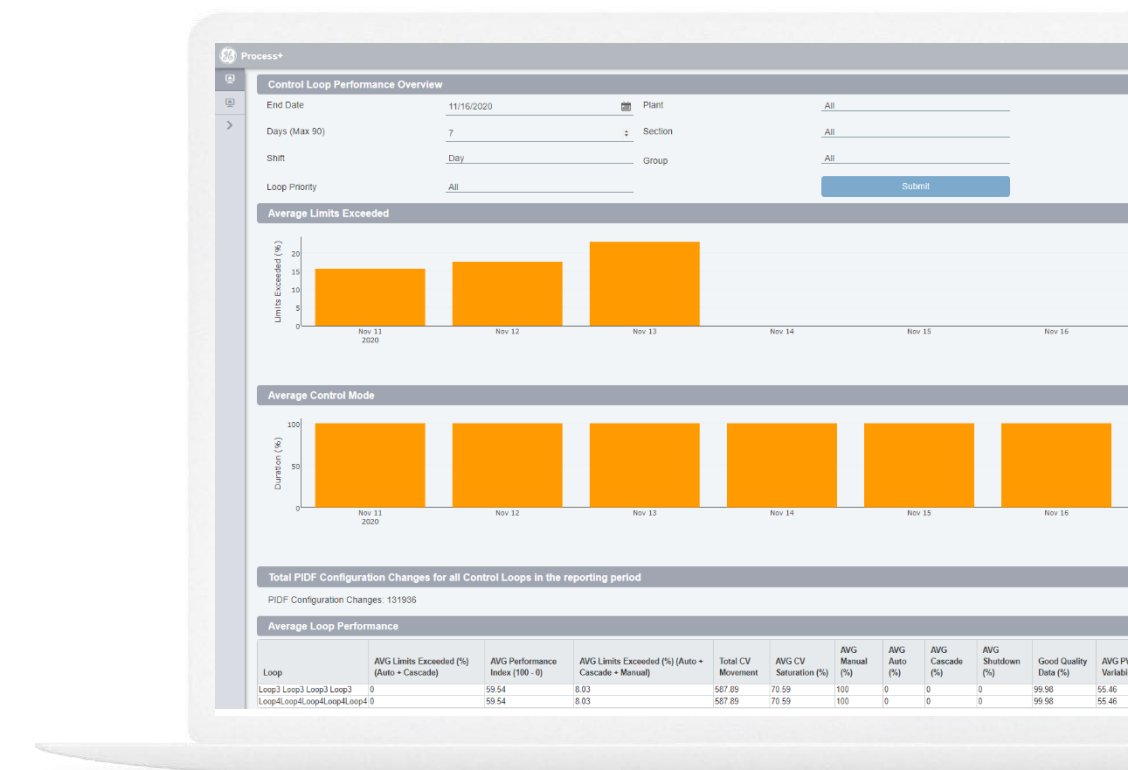 Process+
Control Loop Performance Overview
End Date 11/16/2020 Plant All
Days (Max 90) 7 Section All
Shift Day Group All
Loop Priority All Submit
Average Limits Exceeded
Limits Exceeded (%)
20
15
10
5
0
Nov 11 Nov 12 Nov 13 Nov 14 Nov 15 Nov 16
2020
Average Control Mode
Duration (%)
100
50
0
Nov 11 Nov 12 Nov 13 Nov 14 Nov 15 Nov 16
2020
Total PIDF Configuration Changes for all Control Loops in the reporting period
PIDF Configuration Changes: 131936
Average Loop Performance
Loop
AVG Limits Exceeded (%)
(Auto + Cascade)
AVG Performance
Index (100 - 0)
AVG Limits Exceeded (%) (Auto +
Cascade + Manual)
Total CV
Movement
AVG CV
Saturation (%)
AVG
Manual
(%)
AVG
Auto
(%)
AVG
Cascade
(%)
AVG
Shutdown
(%)
Good Quality
Data (%)
AVG PV
Variabi
Loop3 Loop3 Loop3 Loop3 0 59.54 8.03 587.89 70.59 100 0 0 0 99.98 55.46
Loop4Loop4Loop4Loop4Loop4 0 59.54 8.03 587.89 70.59 100 0 0 0 99.98 55.46